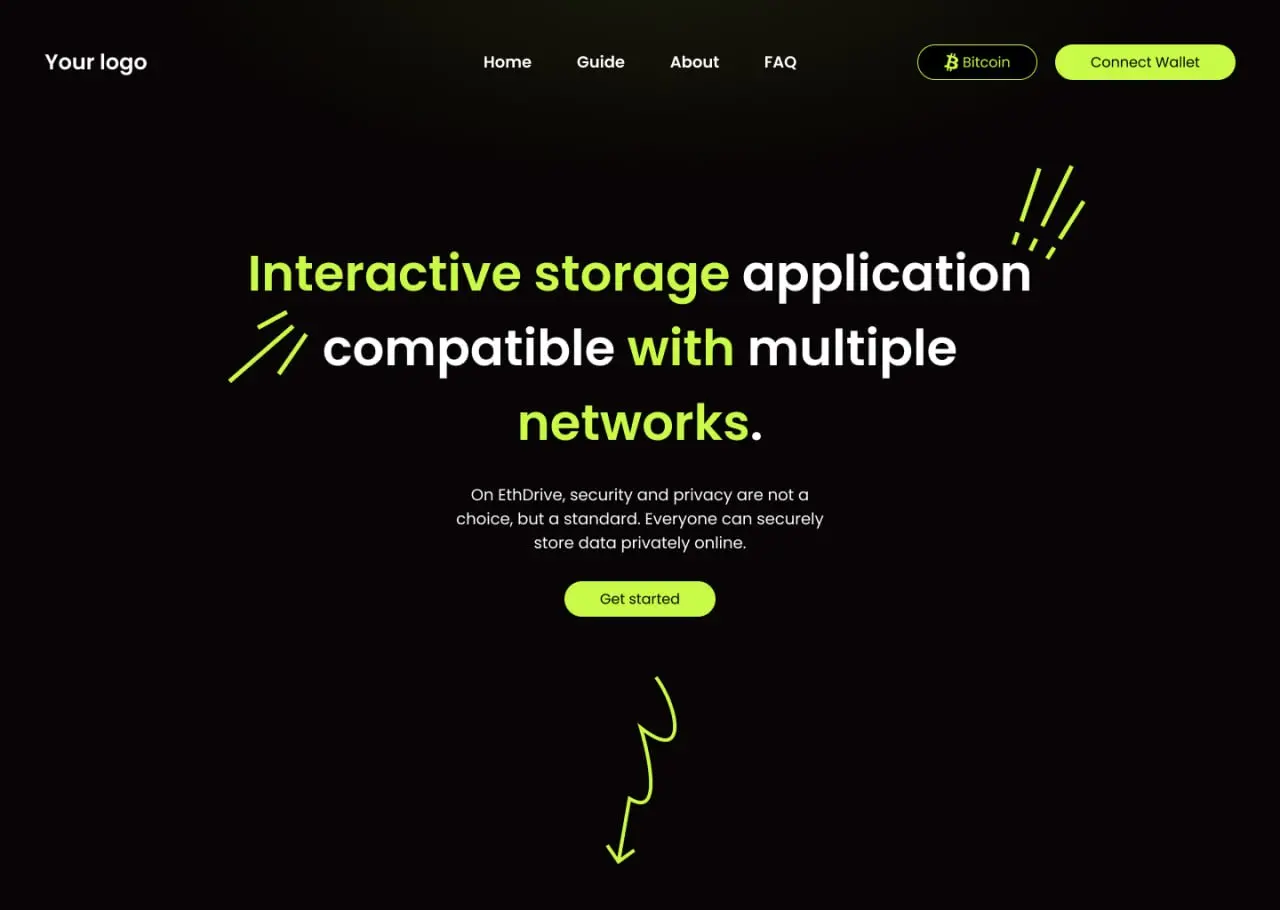 Your logo
Home
Guide
About
FAQ
Bitcoin
Connect Wallet
Interactive storage application
compatible with multiple
networks.
On EthDrive, security and privacy are not a
choice, but a standard. Everyone can securely
store data privately online.
Get started